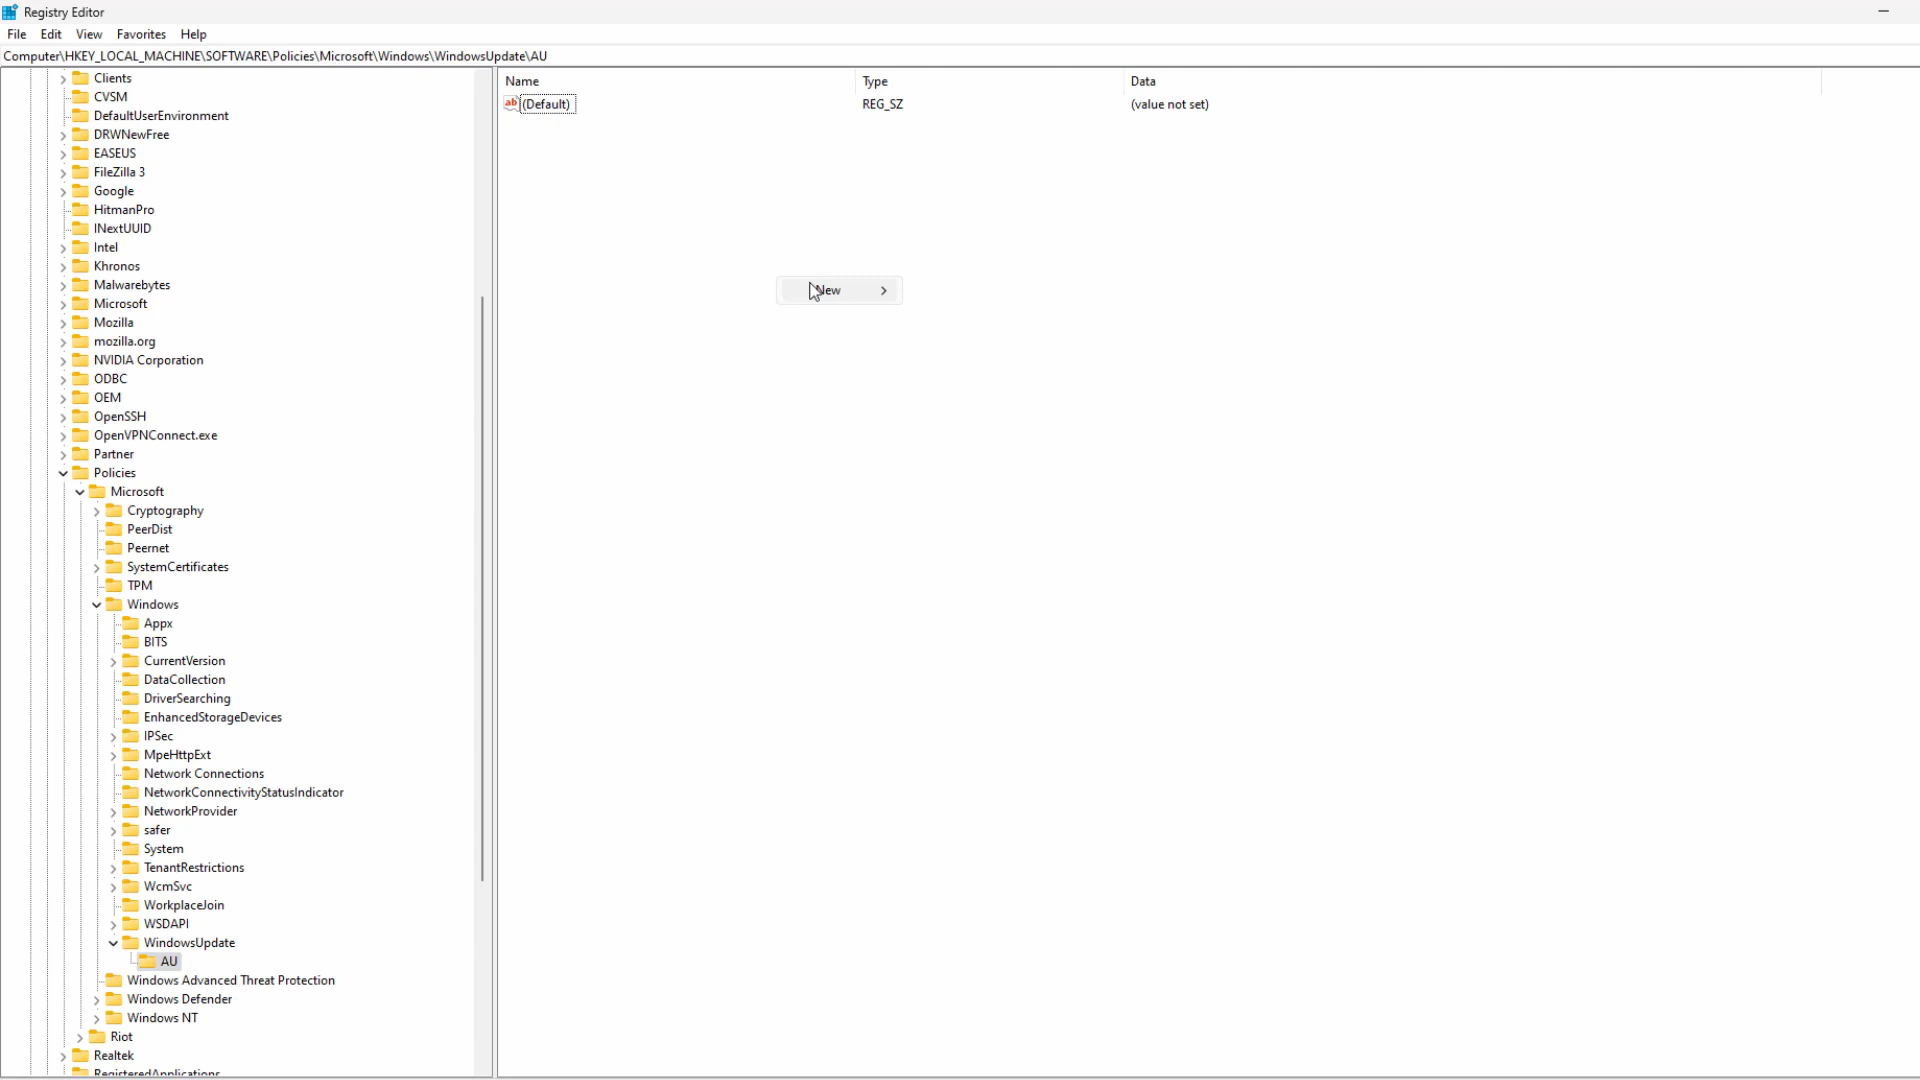 Registry Editor
File Edit View Favorites Help
Computer\HKEY_LOCAL_MACHINE\SOFTWARE\Policies\Microsoft\Windows\WindowsUpdate\AU
Clients
CVSM
DefaultUserEnvironment
DRWNewFree
EASEUS
FileZilla 3
Google
HitmanPro
INextUUID
Intel
Khronos
Malwarebytes
Microsoft
Mozilla
mozilla.org
NVIDIA Corporation
ODBC
OEM
OpenSSH
OpenVPNConnect.exe
Partner
Policies
Microsoft
Cryptography
PeerDist
Peernet
SystemCertificates
TPM
Windows
Appx
BITS
CurrentVersion
DataCollection
DriverSearching
EnhancedStorageDevices
IPSec
MpeHttpExt
Network Connections
NetworkConnectivityStatusIndicator
NetworkProvider
safer
System
TenantRestrictions
WcmSvc
WorkplaceJoin
WSDAPI
WindowsUpdate
AU
Windows Advanced Threat Protection
Windows Defender
Windows NT
Riot
Realtek
RegisteredApplications
Name Type Data
ab (Default) REG_SZ (value not set)
New